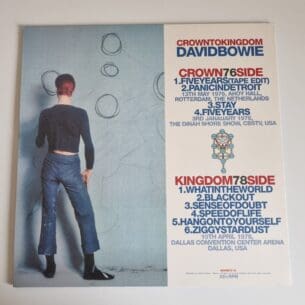 CROWNTOKINGDOM
DAVIDBOWIE
CROWN76SIDE
1.FIVEYEARS(TAPE EDIT)
2.PANICINDETROIT
13TH MAY 1976, AHOY HALL,
ROTTERDAM, THE NETHERLANDS
3.STAY
4.FIVEYEARS
3RD JANAUARY 1976,
THE DINAH SHORE SHOW, CBSTV, USA
KINGDOM78SIDE
1.WHATINTHEWORLD
2.BLACKOUT
3.SENSEOFDOUBT
4.SPEEDOFLIFE
5.HANGONTOYOURSELF
6.ZIGGYSTARDUST
10TH APRIL 1978,
DALLAS CONVENTION CENTER ARENA
DALLAS, USA